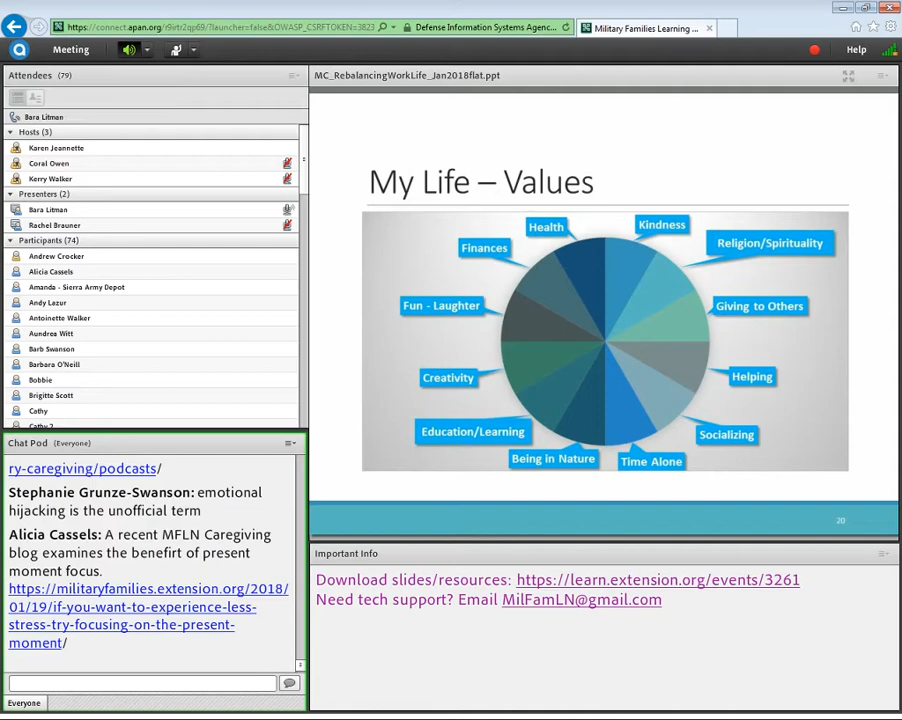 https://connect.apan.org/r9irtr2qp69/?launcher=false&OWASP_CSRFTOKEN=3823
Defense Information Systems Agenc...
Military Families Learning ...
Meeting
Help
Attendees (79)
Bara Litman
Hosts (3)
Karen Jeannette
Coral Owen
Kerry Walker
Presenters (2)
Bara Litman
Rachel Brauner
Participants (74)
Andrew Crocker
Alicia Cassels
Amanda - Sierra Army Depot
Andy Lazur
Antoinette Walker
Aundrea Witt
Barb Swanson
Barbara O'Neill
Bobbie
Brigitte Scott
Cathy
Cathy 2
Chat Pod (Everyone)
ry-caregiving/podcasts/
Stephanie Grunze-Swanson: emotional
hijacking is the unofficial term
Alicia Cassels: A recent MFLN Caregiving
blog examines the benefirt of present
moment focus.
https://militaryfamilies.extension.org/2018/
01/19/if-you-want-to-experience-less-
stress-try-focusing-on-the-present-
moment/
Everyone
MC_RebalancingWorkLife_Jan2018flat.ppt
My Life – Values
Health
Kindness
Finances
Religion/Spirituality
Fun - Laughter
Giving to Others
Creativity
Helping
Education/Learning
Socializing
Being in Nature
Time Alone
20
Important Info
Download slides/resources: https://learn.extension.org/events/3261
Need tech support? Email MilFamLN@gmail.com